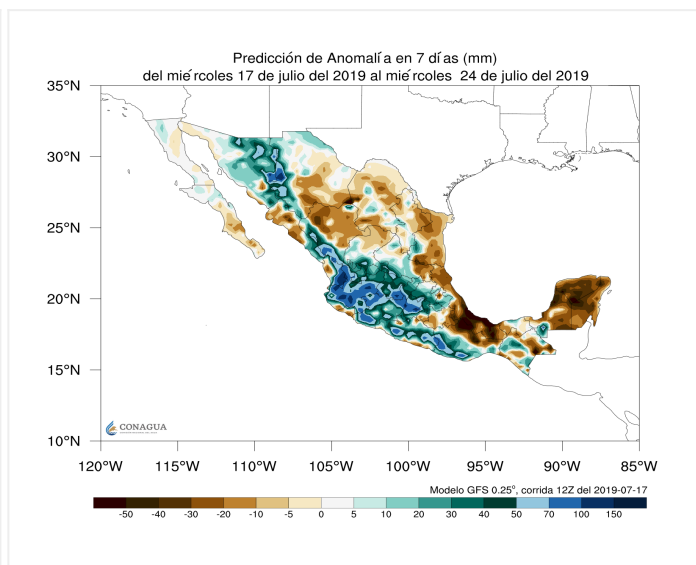 Predicción de Anomalía en 7 días (mm)
del miércoles 17 de julio del 2019 al miércoles 24 de julio del 2019
35°N
30°N
25°N
20°N
15°N
10°N
CONAGUA
120°W 115°W 110°W 105°W 100°W 95°W 90°W 85°W
Modelo GFS 0.25°, corrida 12Z del 2019-07-17
-50 -40 -30 -20 -10 -5 0 5 10 20 30 40 50 70 100 150